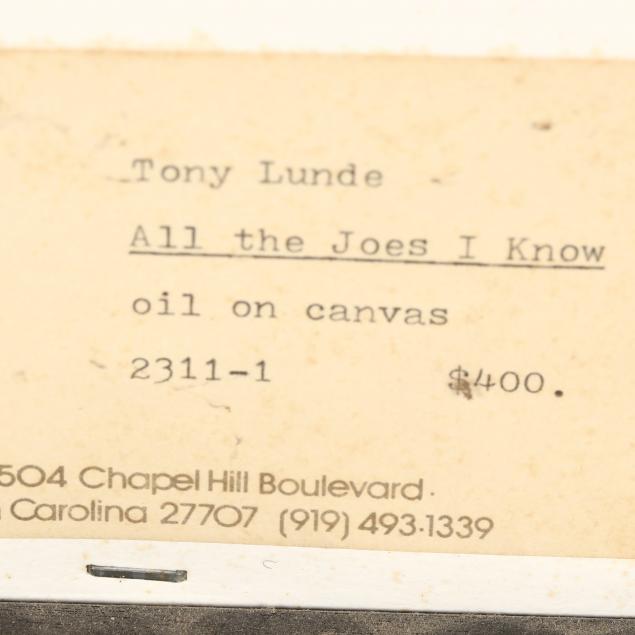 Tony Lunde
All the Joes I Know
oil on canvas
2311-1 $400.
504 Chapel Hill Boulevard
Carolina 27707 (919) 493-1339